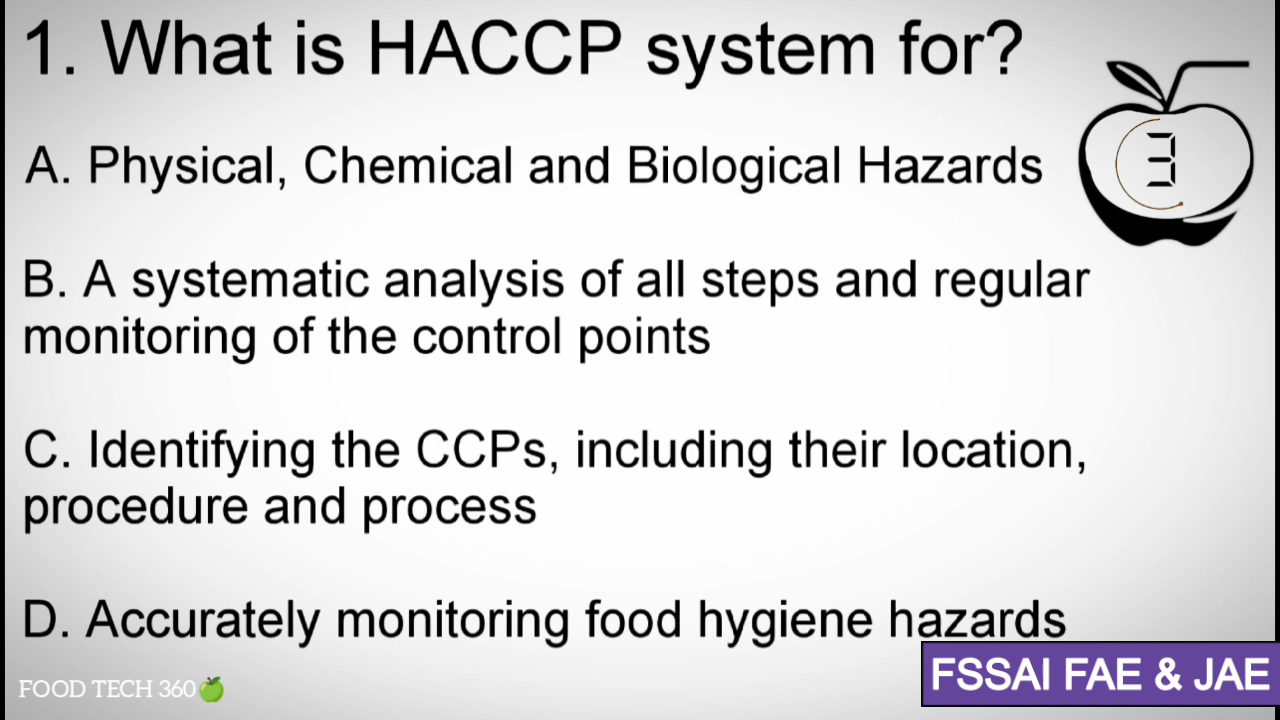 1. What is HACCP system for?
3
A. Physical, Chemical and Biological Hazards
B. A systematic analysis of all steps and regular
monitoring of the control points
C. Identifying the CCPs, including their location,
procedure and process
D. Accurately monitoring food hygiene hazards
FSSAI FAE & JAE
FOOD TECH 360